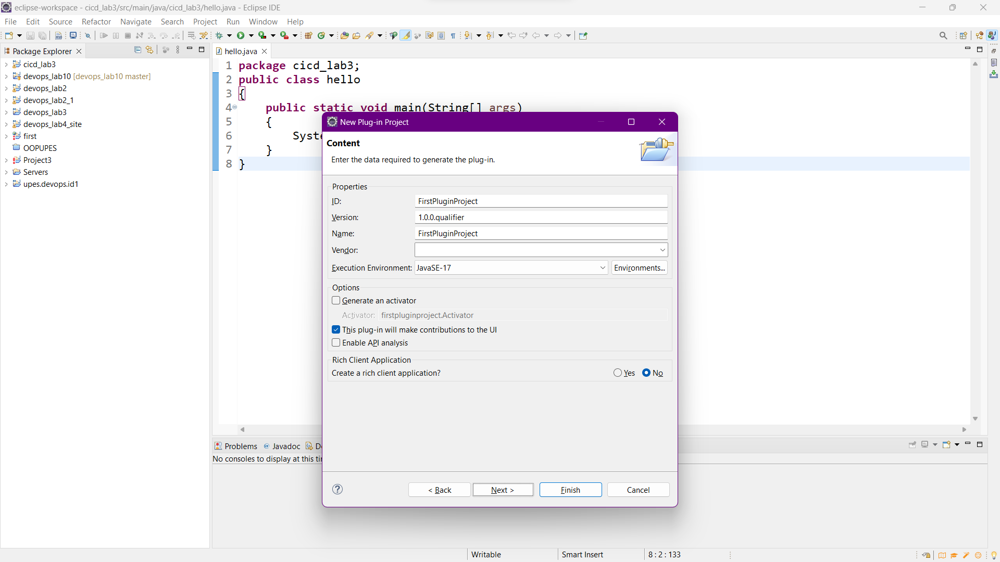 eclipse-workspace - cicd_lab3/src/main/java/cicd_lab3/hello.java - Eclipse IDE
File Edit Source Refactor Navigate Search Project Run Window Help
Package Explorer
cicd_lab3
devops_lab10 [devops_lab10 master]
devops_lab2
devops_lab2_1
devops_lab3
devops_lab4_site
first
OOPUPES
Project3
Servers
upes.devops.id1
hello.java
1 package cicd_lab3;
2 public class hello
3 {
4 public static void main(String[] args)
5 {
6 Syste
7 }
8 }
New Plug-in Project
Content
Enter the data required to generate the plug-in.
Properties
ID: FirstPluginProject
Version: 1.0.0.qualifier
Name: FirstPluginProject
Vendor:
Execution Environment: JavaSE-17 Environments...
Options
Generate an activator
Activator: firstpluginproject.Activator
This plug-in will make contributions to the UI
Enable API analysis
Rich Client Application
Create a rich client application? Yes No
< Back Next > Finish Cancel
Problems @ Javadoc D
No consoles to display at this ti
Writable Smart Insert 8 : 2 : 133